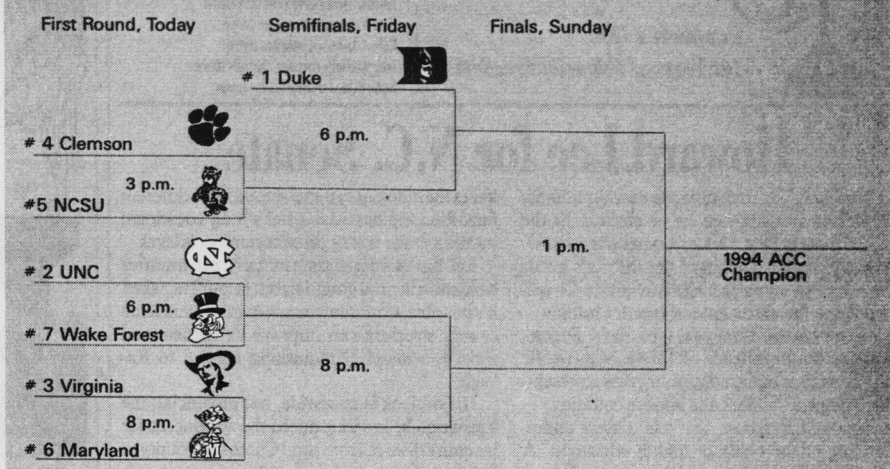 First Round, Today
Semifinals, Friday
Finals, Sunday
# 1 Duke
# 4 Clemson
6 p.m.
3 p.m.
#5 NCSU
# 2 UNC
1 p.m.
1994 ACC
Champion
6 p.m.
# 7 Wake Forest
8 p.m.
# 3 Virginia
8 p.m.
# 6 Maryland